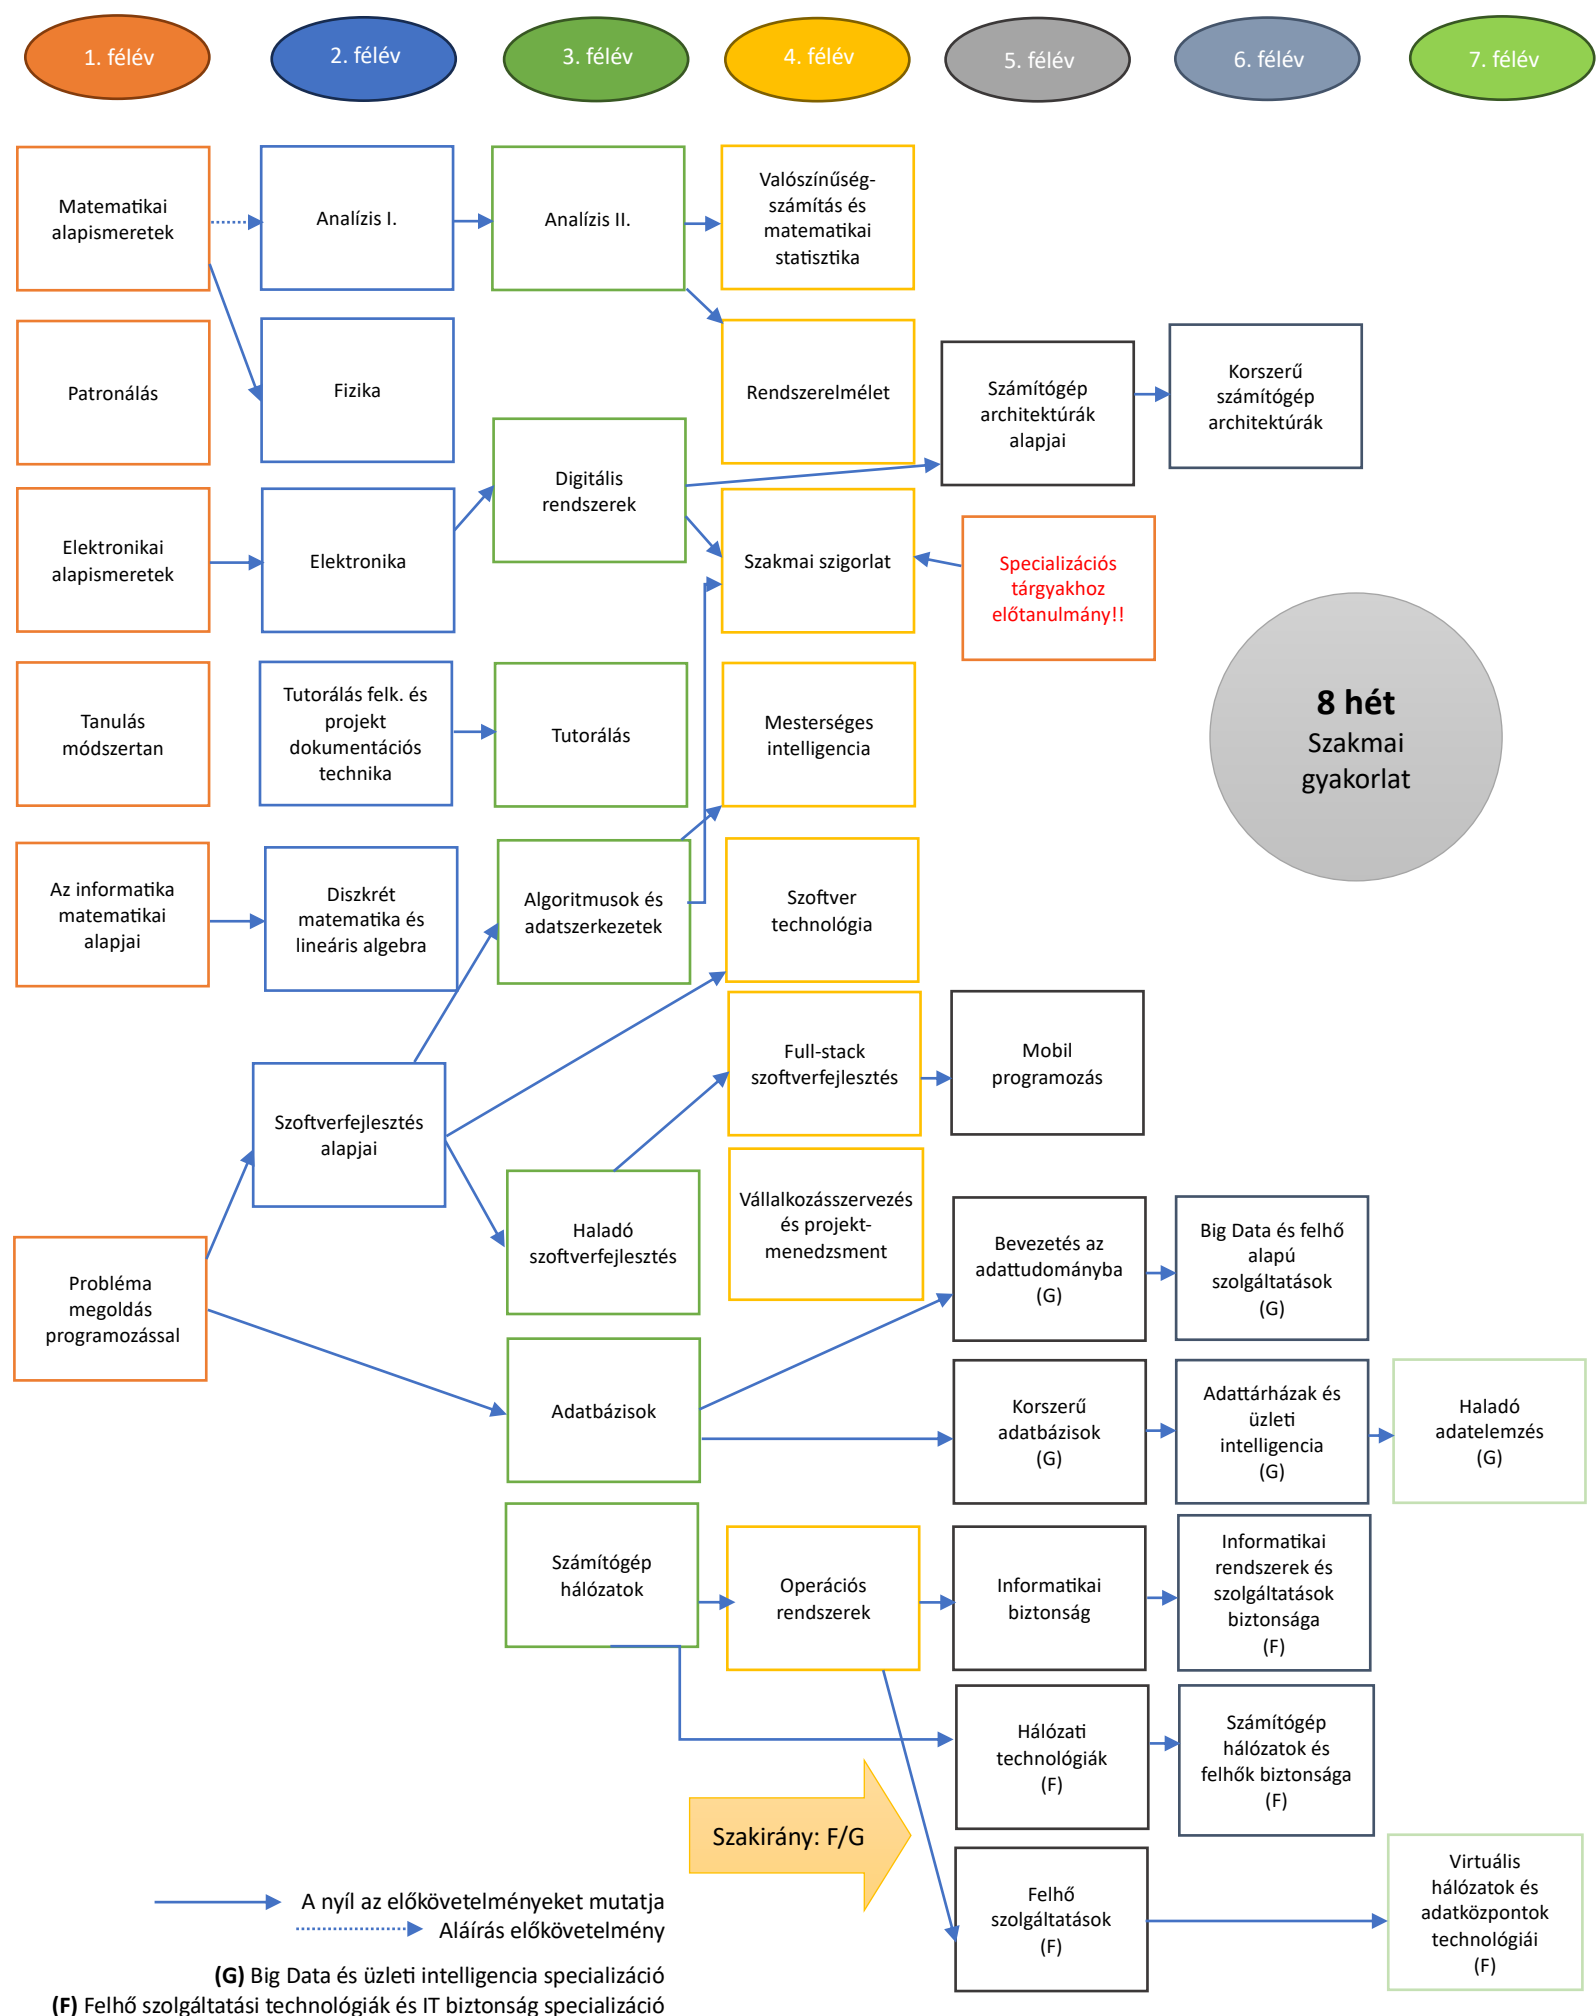 1. félév
2. félév
3. félév
4. félév
5. félév
6. félév
7. félév
Matematikai
alapismeretek
Analízis I.
Analízis II.
Valószínűség-
számítás és
matematikai
statisztika
Patronálás
Fizika
Rendszerelmélet
Számítógép
architektúrák
alapjai
Korszerű
számítógép
architektúrák
Digitális
rendszerek
Elektronikai
alapismeretek
Elektronika
Szakmai szigorlat
Specializációs
tárgyakhoz
előtanulmány!!
8 hét
Szakmai
gyakorlat
Tanulás
módszertan
Tutorálás felk. és
projekt
dokumentációs
technika
Tutorálás
Mesterséges
intelligencia
Az informatika
matematikai
alapjai
Diszkrét
matematika és
lineáris algebra
Algoritmusok és
adatszerkezetek
Szoftver
technológia
Full-stack
szoftverfejlesztés
Mobil
programozás
Szoftverfejlesztés
alapjai
Haladó
szoftverfejlesztés
Vállalkozásszervezés
és projekt-
menedzsment
Bevezetés az
adattudományba
(G)
Big Data és felhő
alapú
szolgáltatások
(G)
Probléma
megoldás
programozással
Adatbázisok
Korszerű
adatbázisok
(G)
Adattárházak és
üzleti
intelligencia
(G)
Haladó
adatelemzés
(G)
Számítógép
hálózatok
Operációs
rendszerek
Informatikai
biztonság
Informatikai
rendszerek és
szolgáltatások
biztonsága
(F)
Hálózati
technológiák
(F)
Számítógép
hálózatok és
felhők biztonsága
(F)
Szakirány: F/G
Felhő
szolgáltatások
(F)
Virtuális
hálózatok és
adatközpontok
technológiái
(F)
A nyíl az előkövetelményeket mutatja
Aláírás előkövetelmény
(G) Big Data és üzleti intelligencia specializáció
(F) Felhő szolgáltatási technológiák és IT biztonság specializáció